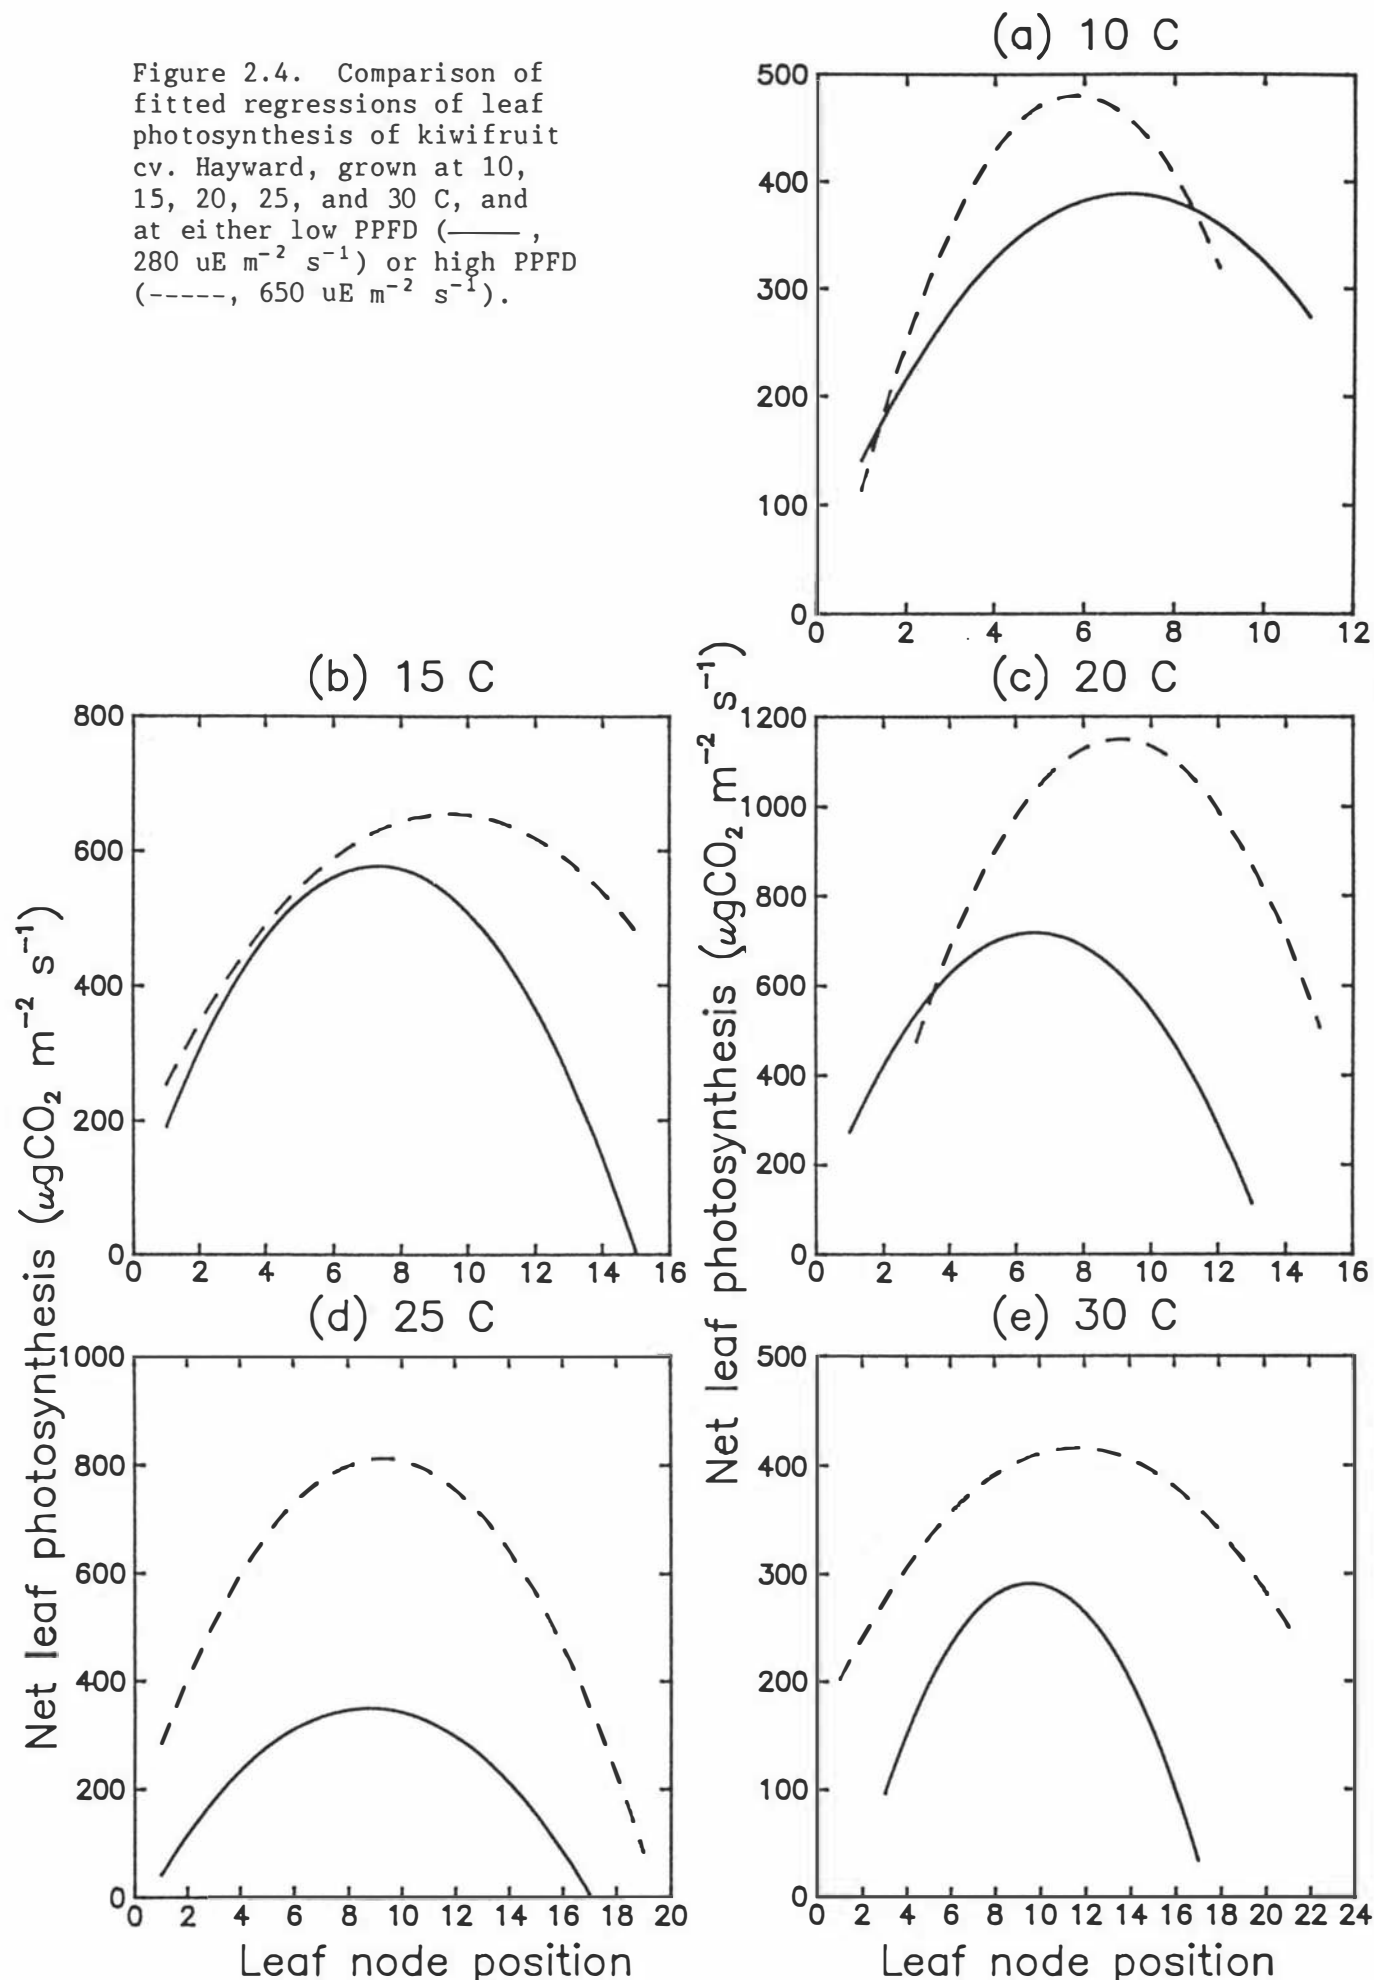 Figure 2.4. Comparison of
fitted regressions of leaf
photosynthesis of kiwifruit
cv. Hayward, grown at 10,
15, 20, 25, and 30 C, and
at either low PPFD (——— ,
280 uE m⁻² s⁻¹) or high PPFD
(-----, 650 uE m⁻² s⁻¹).
(a) 10 C
500
400
300
200
100
0
0 2 4 6 8 10 12
(b) 15 C
800
600
400
200
0
0 2 4 6 8 10 12 14 16
(c) 20 C
1200
1000
800
600
400
200
0
0 2 4 6 8 10 12 14 16
(d) 25 C
1000
800
600
400
200
0
0 2 4 6 8 10 12 14 16 18 20
(e) 30 C
500
400
300
200
100
0
0 2 4 6 8 10 12 14 16 18 20 22 24
Net leaf photosynthesis (µgCO₂ m⁻² s⁻¹)
Net leaf photosynthesis (µgCO₂ m⁻² s⁻¹)
Leaf node position
Leaf node position